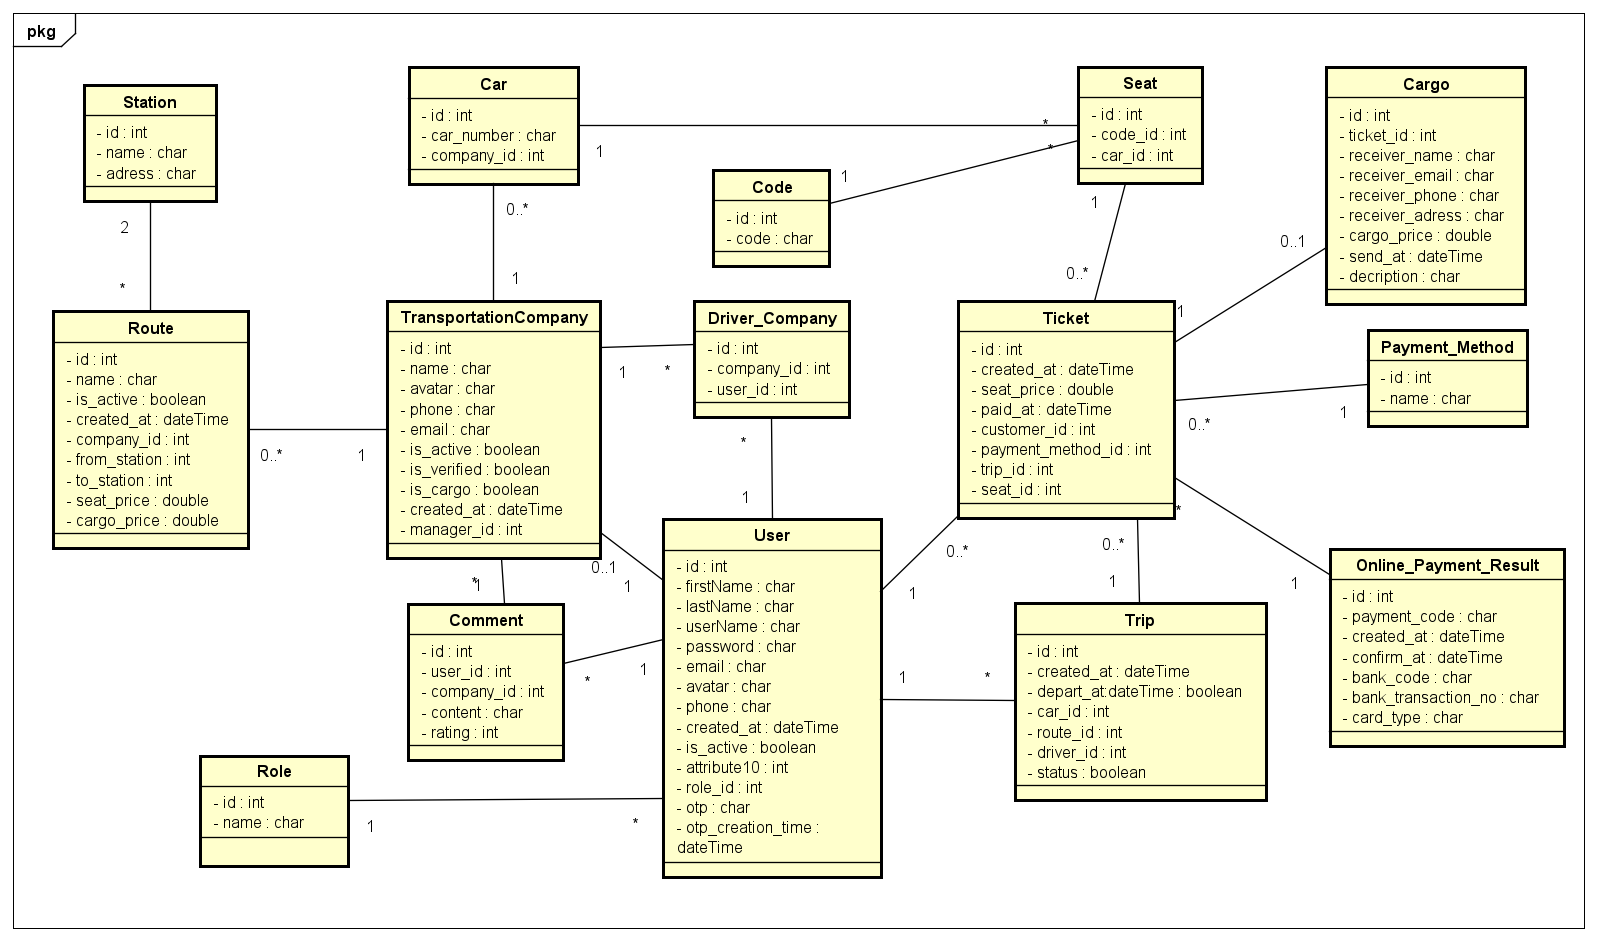 pkg
Station
- id : int
- name : char
- adress : char
2
*
Route
- id : int
- name : char
- is_active : boolean
- created_at : dateTime
- company_id : int
- from_station : int
- to_station : int
- seat_price : double
- cargo_price : double
0..*
1
Car
- id : int
- car_number : char
- company_id : int
1
*
0..*
1
Code
- id : int
- code : char
1
*
Seat
- id : int
- code_id : int
- car_id : int
1
0..*
Cargo
- id : int
- ticket_id : int
- receiver_name : char
- receiver_email : char
- receiver_phone : char
- receiver_adress : char
- cargo_price : double
- send_at : dateTime
- decription : char
0..1
1
TransportationCompany
- id : int
- name : char
- avatar : char
- phone : char
- email : char
- is_active : boolean
- is_verified : boolean
- is_cargo : boolean
- created_at : dateTime
- manager_id : int
1
*
Driver_Company
- id : int
- company_id : int
- user_id : int
*
1
Ticket
- id : int
- created_at : dateTime
- seat_price : double
- paid_at : dateTime
- customer_id : int
- payment_method_id : int
- trip_id : int
- seat_id : int
Payment_Method
- id : int
- name : char
0..*
1
*
1
0..*
1
0..*
1
0..1
1
*
1
Comment
- id : int
- user_id : int
- company_id : int
- content : char
- rating : int
*
1
User
- id : int
- firstName : char
- lastName : char
- userName : char
- password : char
- email : char
- avatar : char
- phone : char
- created_at : dateTime
- is_active : boolean
- attribute10 : int
- role_id : int
- otp : char
- otp_creation_time :
dateTime
1
*
Trip
- id : int
- created_at : dateTime
- depart_at:dateTime : boolean
- car_id : int
- route_id : int
- driver_id : int
- status : boolean
Online_Payment_Result
- id : int
- payment_code : char
- created_at : dateTime
- confirm_at : dateTime
- bank_code : char
- bank_transaction_no : char
- card_type : char
Role
- id : int
- name : char
1
*